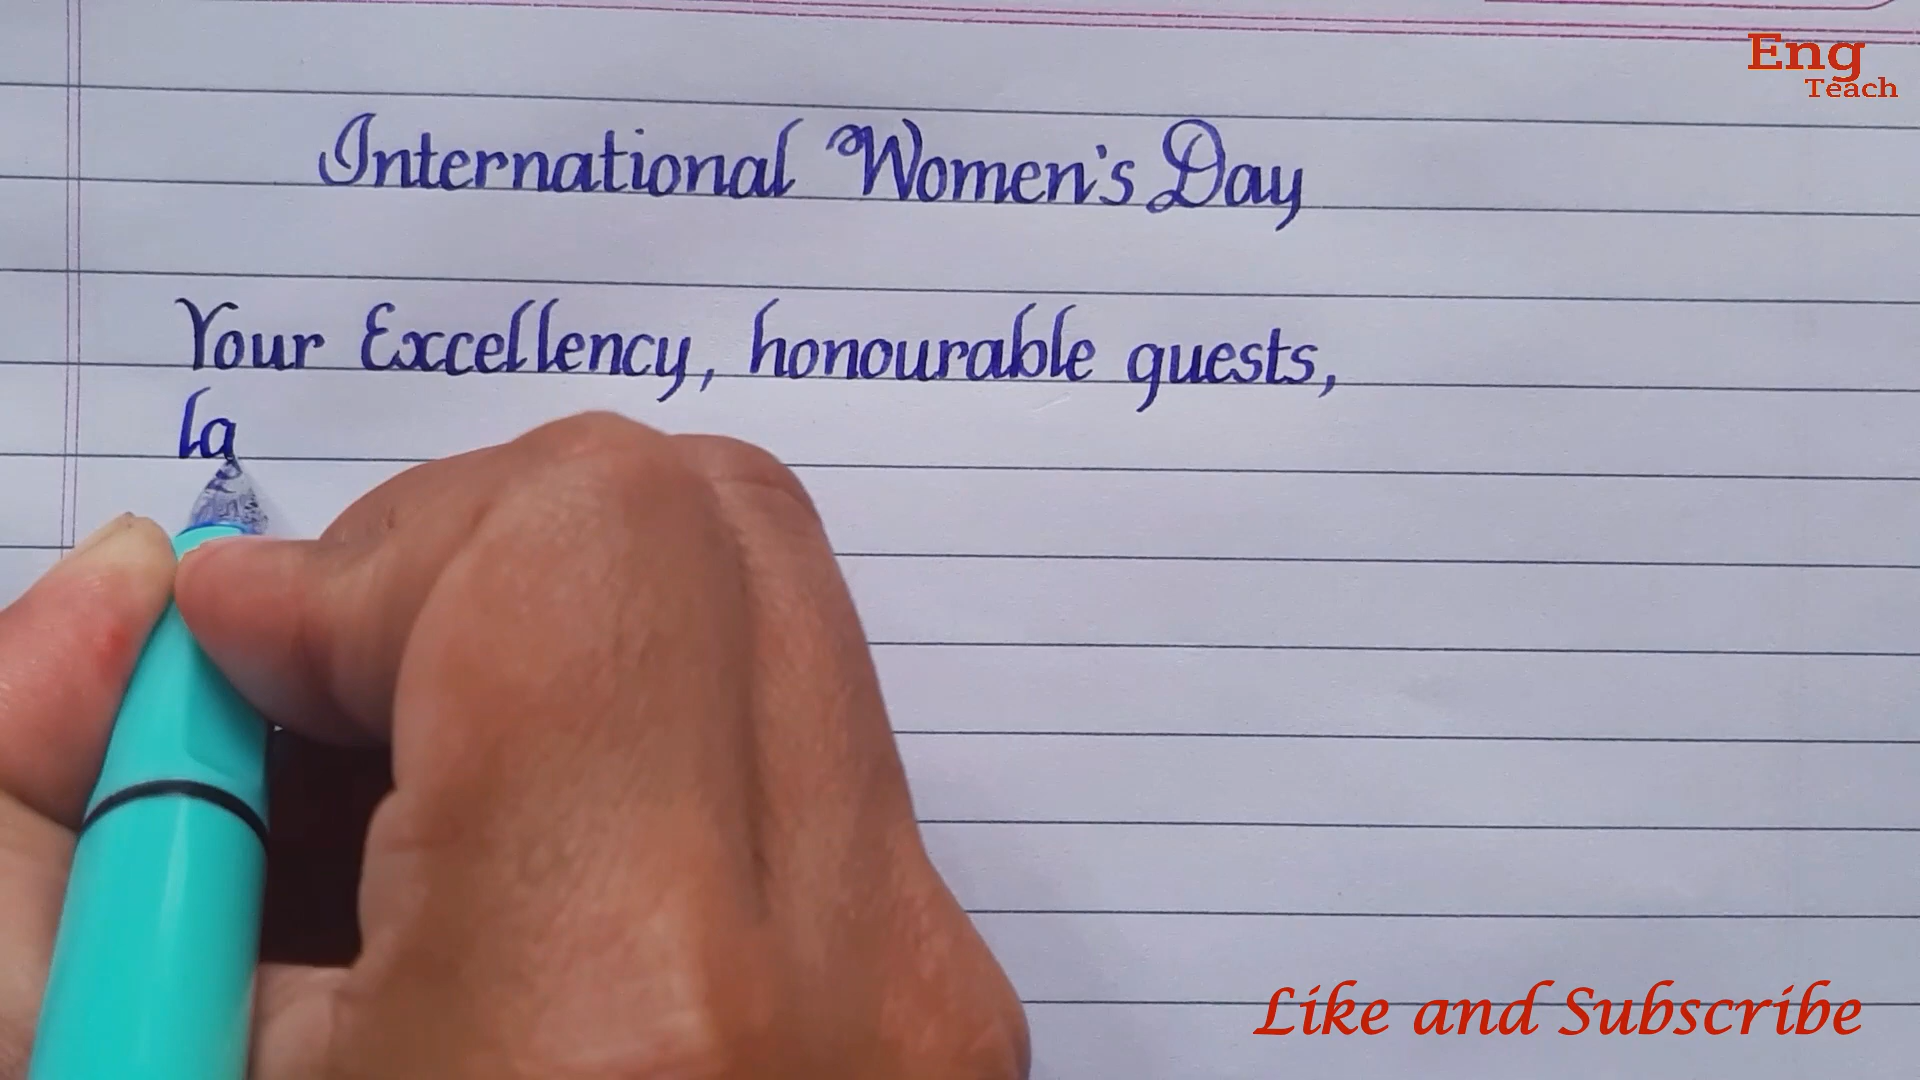 Eng
Teach
International Women's Day
Your Excellency, honourable guests,
la
Like and Subscribe